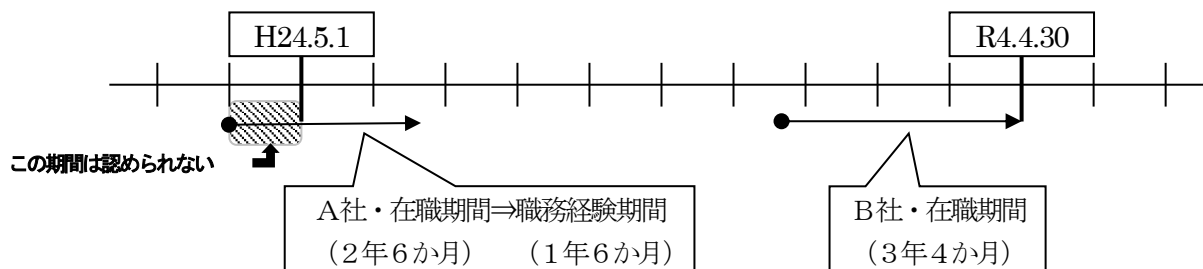 H24.5.1
R4.4.30
この期間は認められない
A社・在職期間⇒職務経験期間
（2年6か月） （1年6か月）
B社・在職期間
（3年4か月）